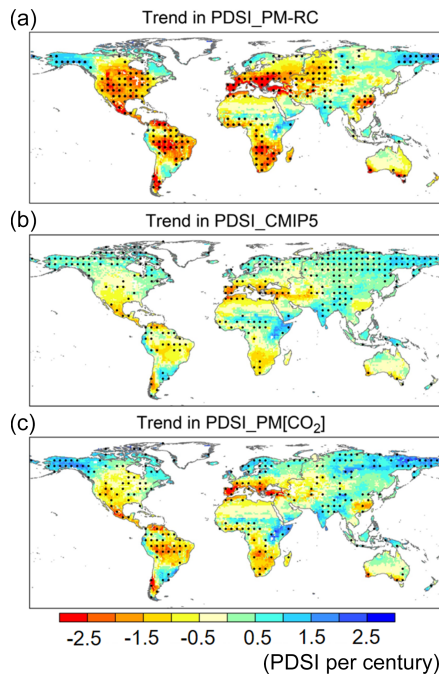 (a) Trend in PDSI_PM-RC
(b) Trend in PDSI_CMIP5
(c) Trend in PDSI_PM[CO₂]
-2.5 -1.5 -0.5 0.5 1.5 2.5
(PDSI per century)